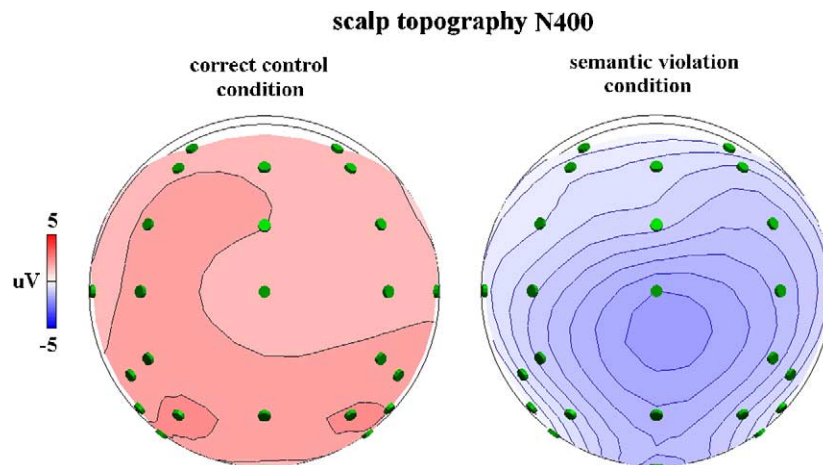 scalp topography N400
correct control
condition
semantic violation
condition
5
uV
-5